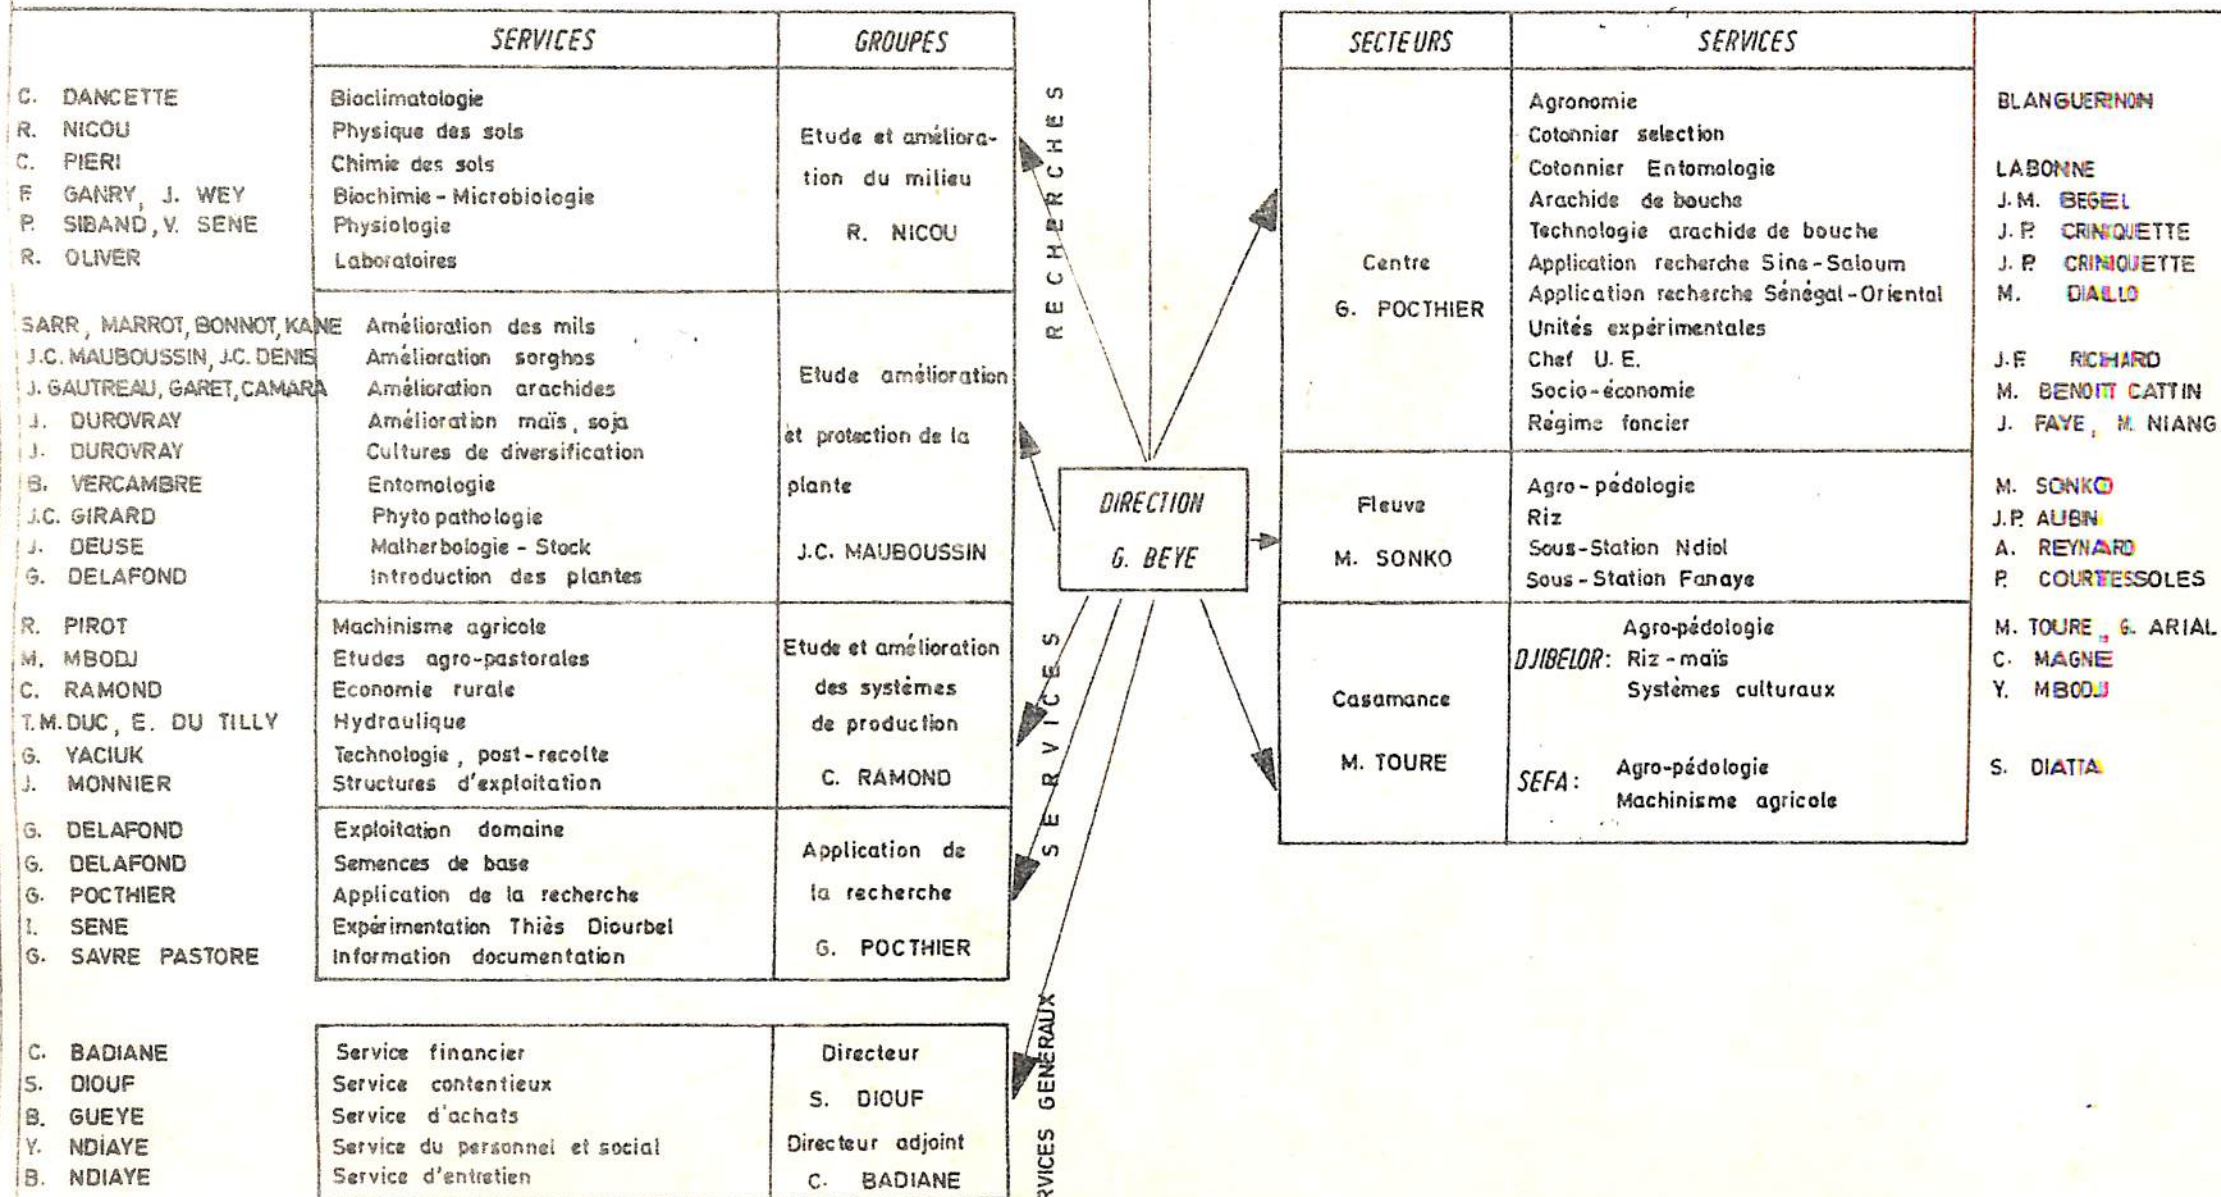 SERVICES GROUPES
C. DANCETTE Bioclimatologie
R. NICOU Physique des sols
C. PIERI Chimie des sols
F. GANRY, J. WEY Biochimie - Microbiologie
P. SIBAND, V. SENE Physiologie
R. OLIVER Laboratoires
Etude et améliora-
tion du milieu
R. NICOU
SARR, MARROT, BONNOT, KANE Amélioration des mils
J.C. MAUBOUSSIN, J.C. DENIS Amélioration sorghos
J. GAUTREAU, GARET, CAMARA Amélioration arachides
J. DUROVRAY Amélioration maïs, soja
J. DUROVRAY Cultures de diversification
B. VERCAMBRE Entomologie
J.C. GIRARD Phytopathologie
J. DEUSE Malherbologie - Stock
G. DELAFOND Introduction des plantes
Etude amélioration
et protection de la
plante
J.C. MAUBOUSSIN
R. PIROT Machinisme agricole
M. MBODJ Etudes agro-pastorales
C. RAMOND Economie rurale
T.M. DUC, E. DU TILLY Hydraulique
G. YACIUK Technologie, post-recolte
J. MONNIER Structures d'exploitation
Etude et amélioration
des systèmes
de production
C. RAMOND
G. DELAFOND Exploitation domaine
G. DELAFOND Semences de base
G. POCTHIER Application de la recherche
I. SENE Expérimentation Thiès Diourbel
G. SAVRE PASTORE Information documentation
Application de
la recherche
G. POCTHIER
C. BADIANE Service financier
S. DIOUF Service contentieux
B. GUEYE Service d'achats
Y. NDIAYE Service du personnel et social
B. NDIAYE Service d'entretien
Directeur
S. DIOUF
Directeur adjoint
C. BADIANE
RECHERCHES
SERVICES
RVICES GENERAUX
DIRECTION
G. BEYE
SECTEURS SERVICES
Centre
G. POCTHIER
Agronomie BLANGUERNON
Cotonnier selection
Cotonnier Entomologie LABONNE
Arachide de bouche J.M. BEGEL
Technologie arachide de bouche J.P. CRINIQUETTE
Application recherche Sine-Saloum J.P. CRINIQUETTE
Application recherche Sénégal-Oriental M. DIALLO
Unités expérimentales
Chef U.E. J.F. RICHARD
Socio-économie M. BENOIT CATTIN
Régime foncier J. FAYE, M. NIANG
Fleuve
M. SONKO
Agro-pédologie M. SONKO
Riz J.P. AUBIN
Sous-Station Ndiol A. REYNARD
Sous-Station Fanaye P. COURTESSOLES
Casamance
M. TOURE
Agro-pédologie M. TOURE, G. ARIAL
DJIBELOR: Riz-maïs C. MAGNE
Systèmes culturaux Y. MBODJ
SEFA: Agro-pédologie S. DIATTA
Machinisme agricole